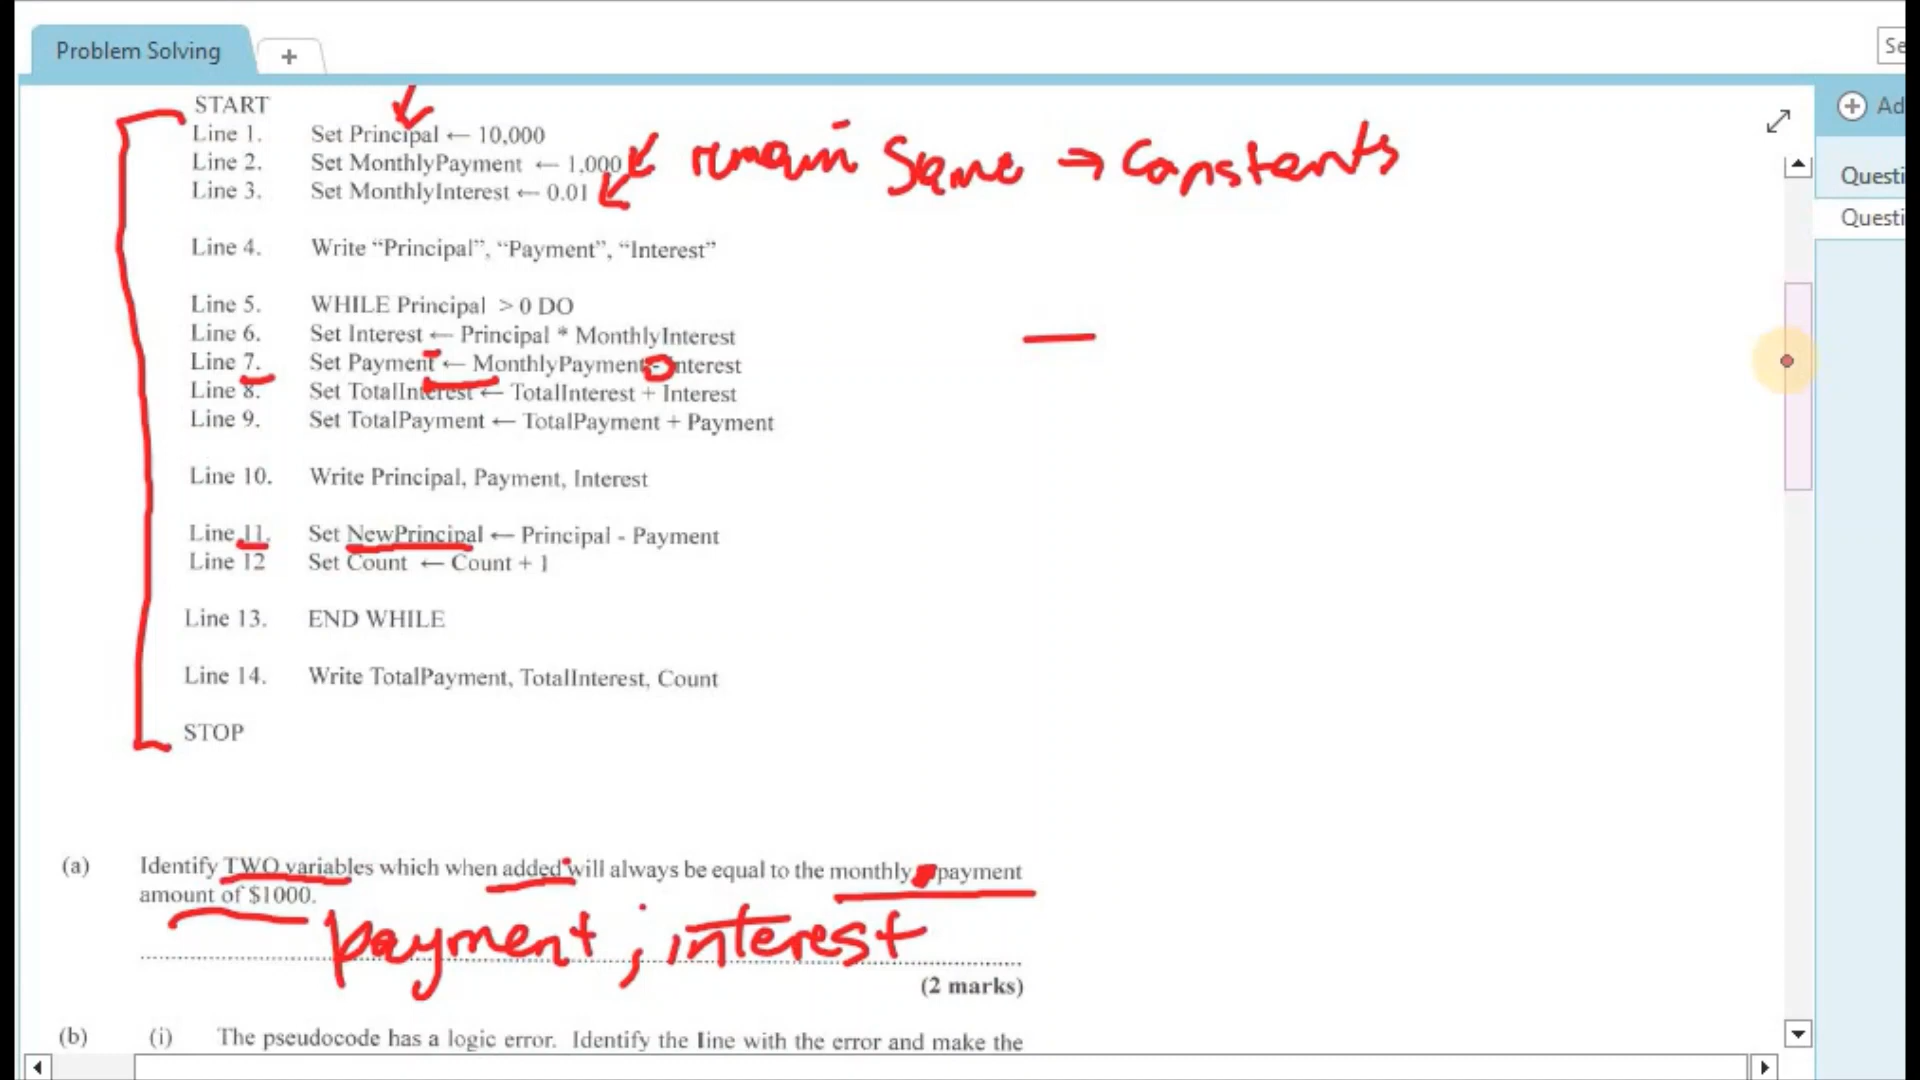 Problem Solving
+
Se
Ad
Questi
Questi
START
Line 1. Set Principal ← 10,000
Line 2. Set MonthlyPayment ← 1,000
Line 3. Set MonthlyInterest ← 0.01
remain Same → Constants
Line 4. Write “Principal”, “Payment”, “Interest”
Line 5. WHILE Principal > 0 DO
Line 6. Set Interest ← Principal * MonthlyInterest
Line 7. Set Payment ← MonthlyPayment - Interest
Line 8. Set TotalInterest ← TotalInterest + Interest
Line 9. Set TotalPayment ← TotalPayment + Payment
Line 10. Write Principal, Payment, Interest
Line 11. Set NewPrincipal ← Principal - Payment
Line 12 Set Count ← Count + 1
Line 13. END WHILE
Line 14. Write TotalPayment, TotalInterest, Count
STOP
(a) Identify TWO variables which when added will always be equal to the monthly payment
amount of $1000.
payment ; interest
(2 marks)
(b) (i) The pseudocode has a logic error. Identify the line with the error and make the